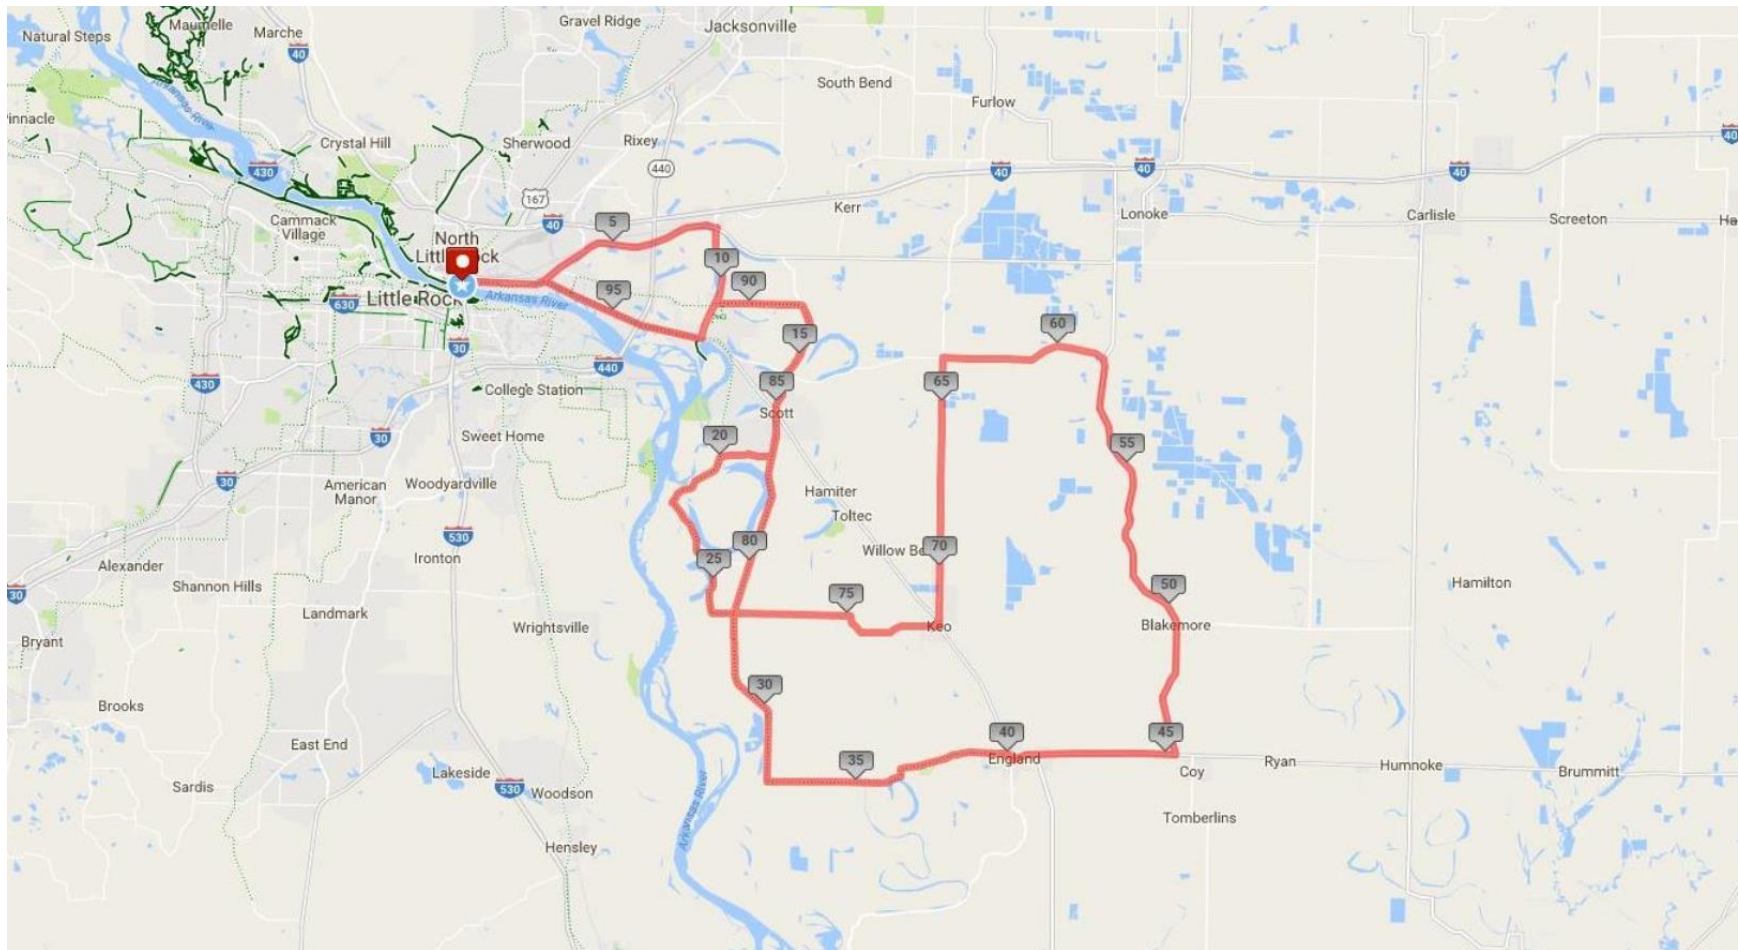 Maumelle
Marche
Natural Steps
40
Gravel Ridge
Jacksonville
South Bend
Furlow
Arkansas River
innacle
Crystal Hill
Sherwood
Rixey
40
430
440
40
40
40
167
Kerr
Lonoke
Carlisle
Screeton
Ha
Cammack
Village
40
5
North
Little Rock
10
90
95
Little Rock
Arkansas River
630
30
15
60
440
430
85
65
College Station
Scott
30
Sweet Home
20
55
30
American
Manor
Woodyardville
Hamiter
Toltec
530
80
Willow Be
70
Ironton
25
Alexander
Shannon Hills
50
Hamilton
30
75
Landmark
Wrightsville
Keo
Blakemore
Bryant
30
Brooks
40
45
East End
35
England
Coy
Ryan
Humnoke
Brummitt
Lakeside
530
Woodson
Sardis
Arkansas River
Tomberlins
Hensley